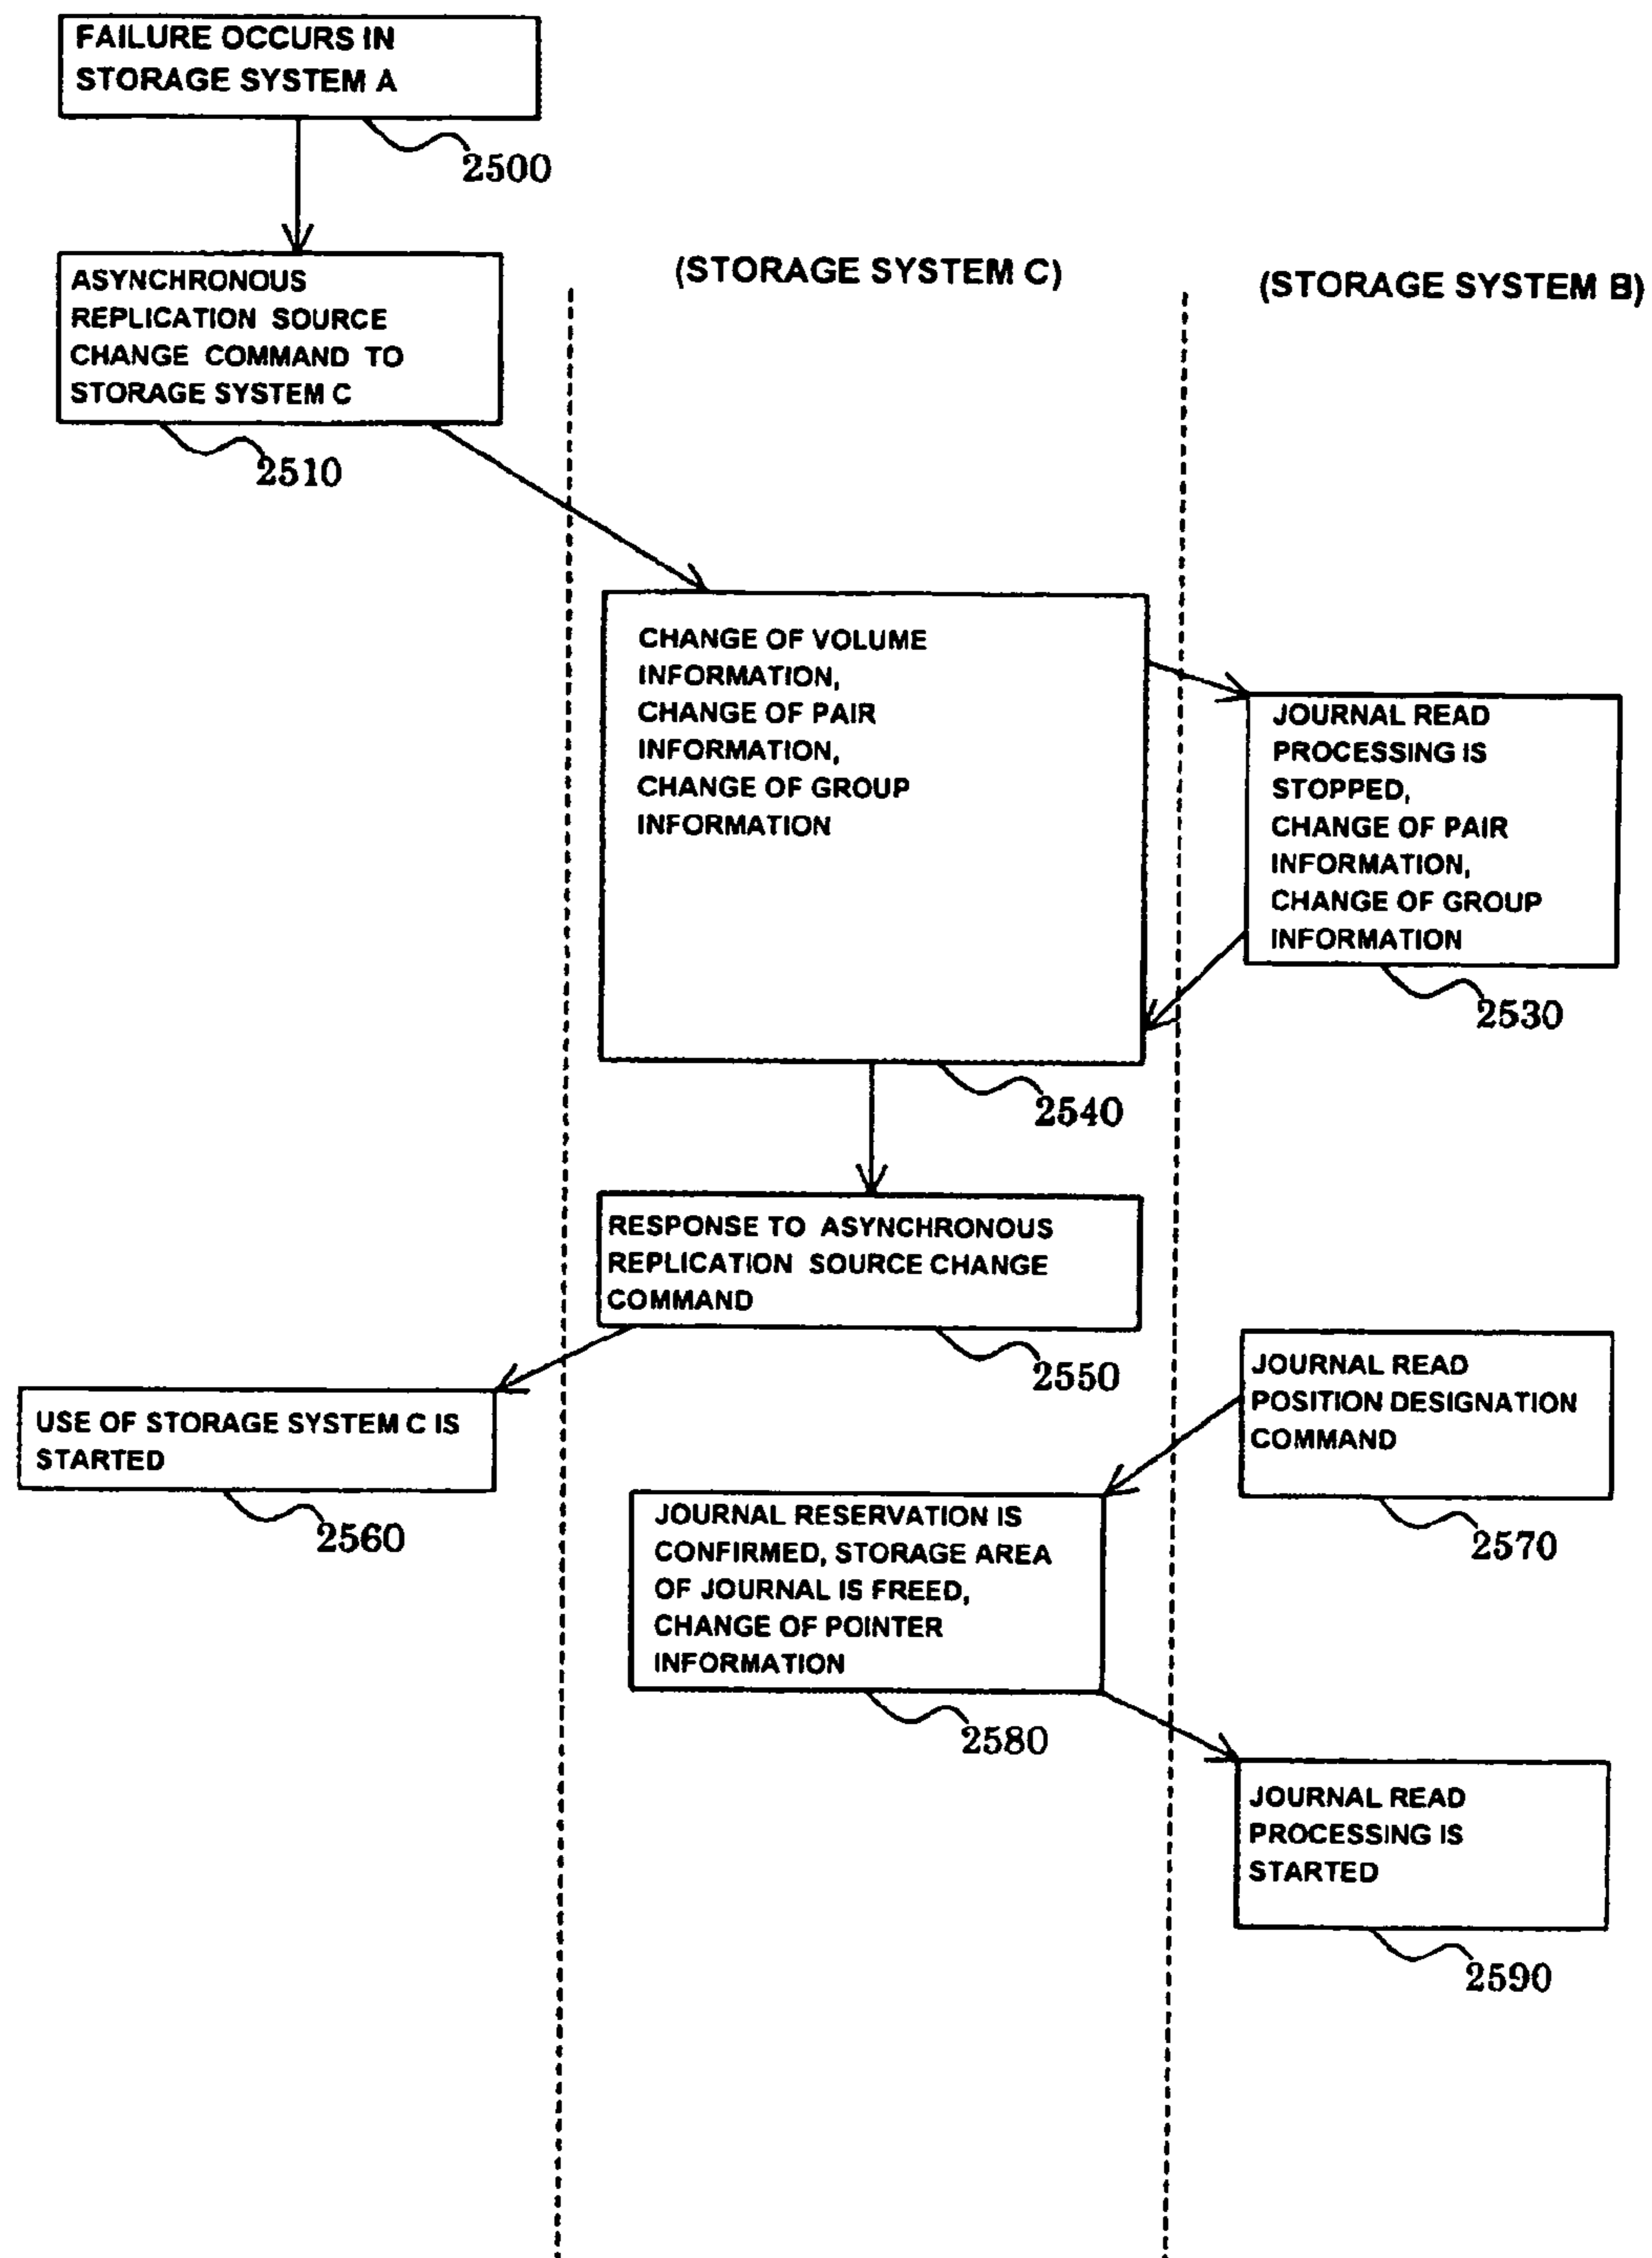 FAILURE OCCURS IN
STORAGE SYSTEM A
2500
ASYNCHRONOUS
REPLICATION SOURCE
CHANGE COMMAND TO
STORAGE SYSTEM C
2510
(STORAGE SYSTEM C)
(STORAGE SYSTEM B)
CHANGE OF VOLUME
INFORMATION,
CHANGE OF PAIR
INFORMATION,
CHANGE OF GROUP
INFORMATION
2540
JOURNAL READ
PROCESSING IS
STOPPED,
CHANGE OF PAIR
INFORMATION,
CHANGE OF GROUP
INFORMATION
2530
RESPONSE TO ASYNCHRONOUS
REPLICATION SOURCE CHANGE
COMMAND
2550
USE OF STORAGE SYSTEM C IS
STARTED
2560
JOURNAL READ
POSITION DESIGNATION
COMMAND
2570
JOURNAL RESERVATION IS
CONFIRMED, STORAGE AREA
OF JOURNAL IS FREED,
CHANGE OF POINTER
INFORMATION
2580
JOURNAL READ
PROCESSING IS
STARTED
2590